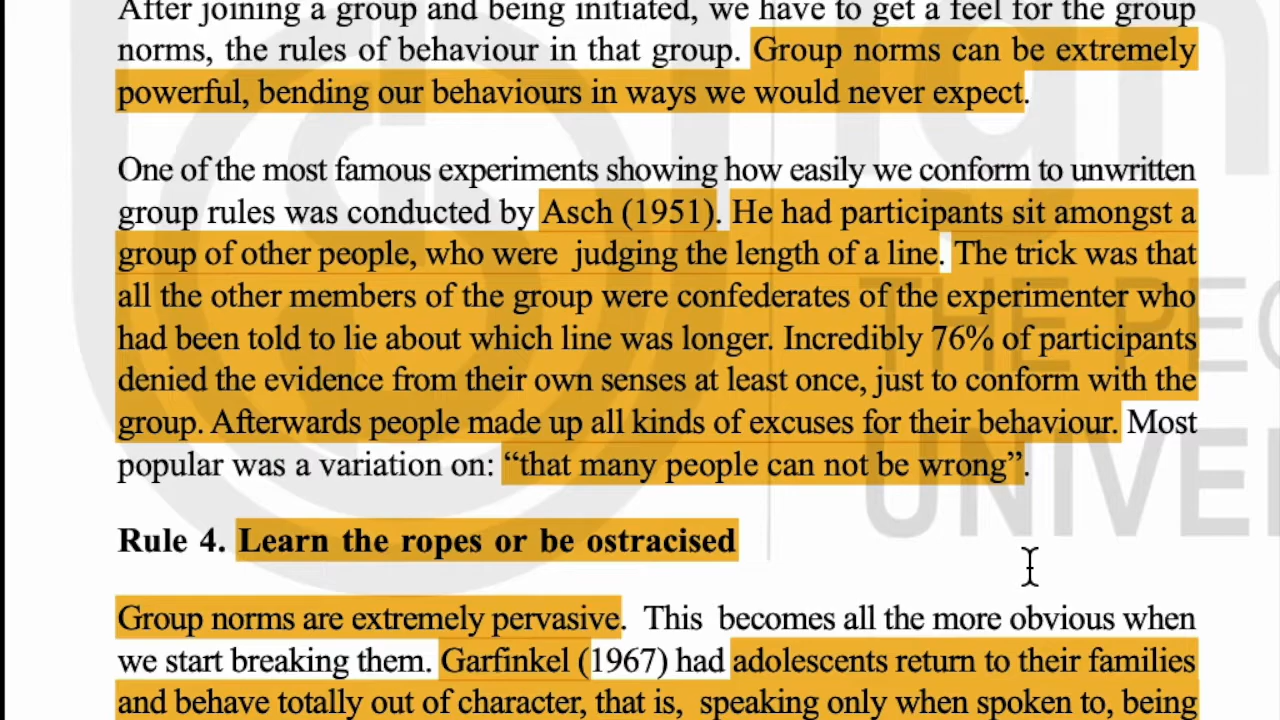 After joining a group and being initiated, we have to get a feel for the group
norms, the rules of behaviour in that group. Group norms can be extremely
powerful, bending our behaviours in ways we would never expect.
One of the most famous experiments showing how easily we conform to unwritten
group rules was conducted by Asch (1951). He had participants sit amongst a
group of other people, who were judging the length of a line. The trick was that
all the other members of the group were confederates of the experimenter who
had been told to lie about which line was longer. Incredibly 76% of participants
denied the evidence from their own senses at least once, just to conform with the
group. Afterwards people made up all kinds of excuses for their behaviour. Most
popular was a variation on: “that many people can not be wrong”.
Rule 4. Learn the ropes or be ostracised
Group norms are extremely pervasive. This becomes all the more obvious when
we start breaking them. Garfinkel (1967) had adolescents return to their families
and behave totally out of character, that is, speaking only when spoken to, being